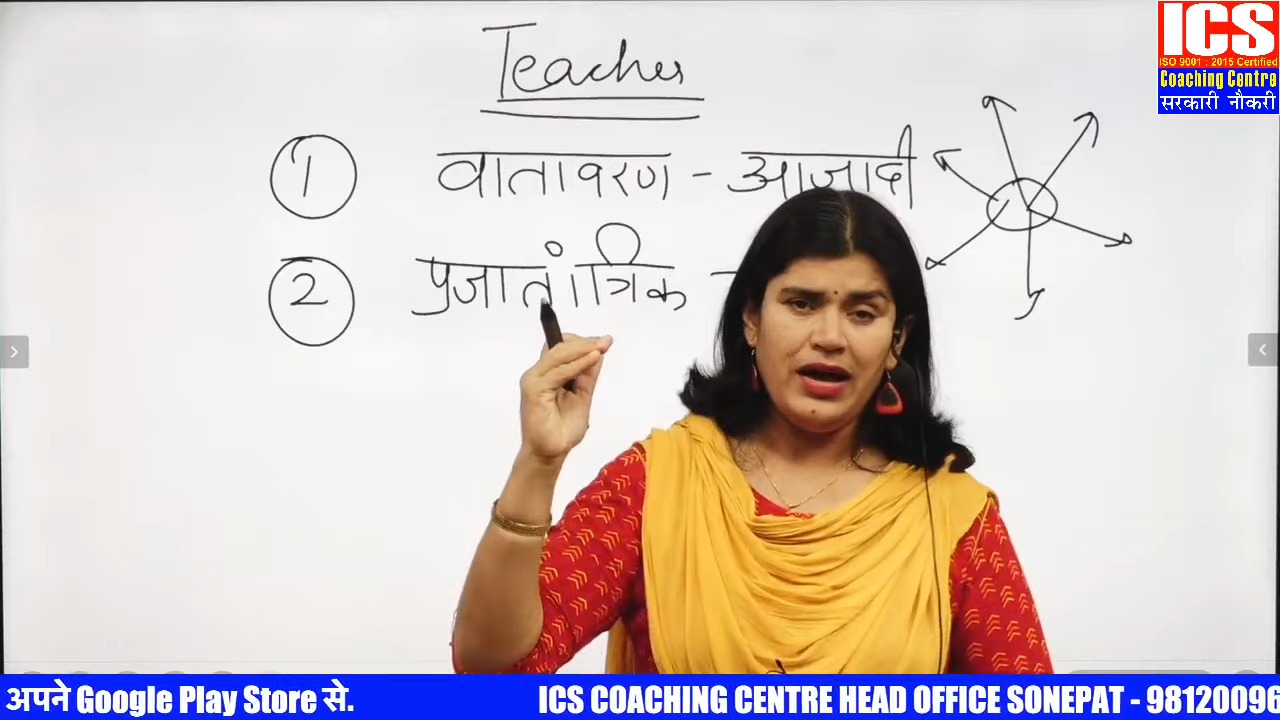 Teacher
1 वातावरण - आजादी
2 प्रजातांत्रिक -
ICS
ISO 9001 : 2015 Certified
Coaching Centre
सरकारी नौकरी
अपने Google Play Store से. ICS COACHING CENTRE HEAD OFFICE SONEPAT - 98120096